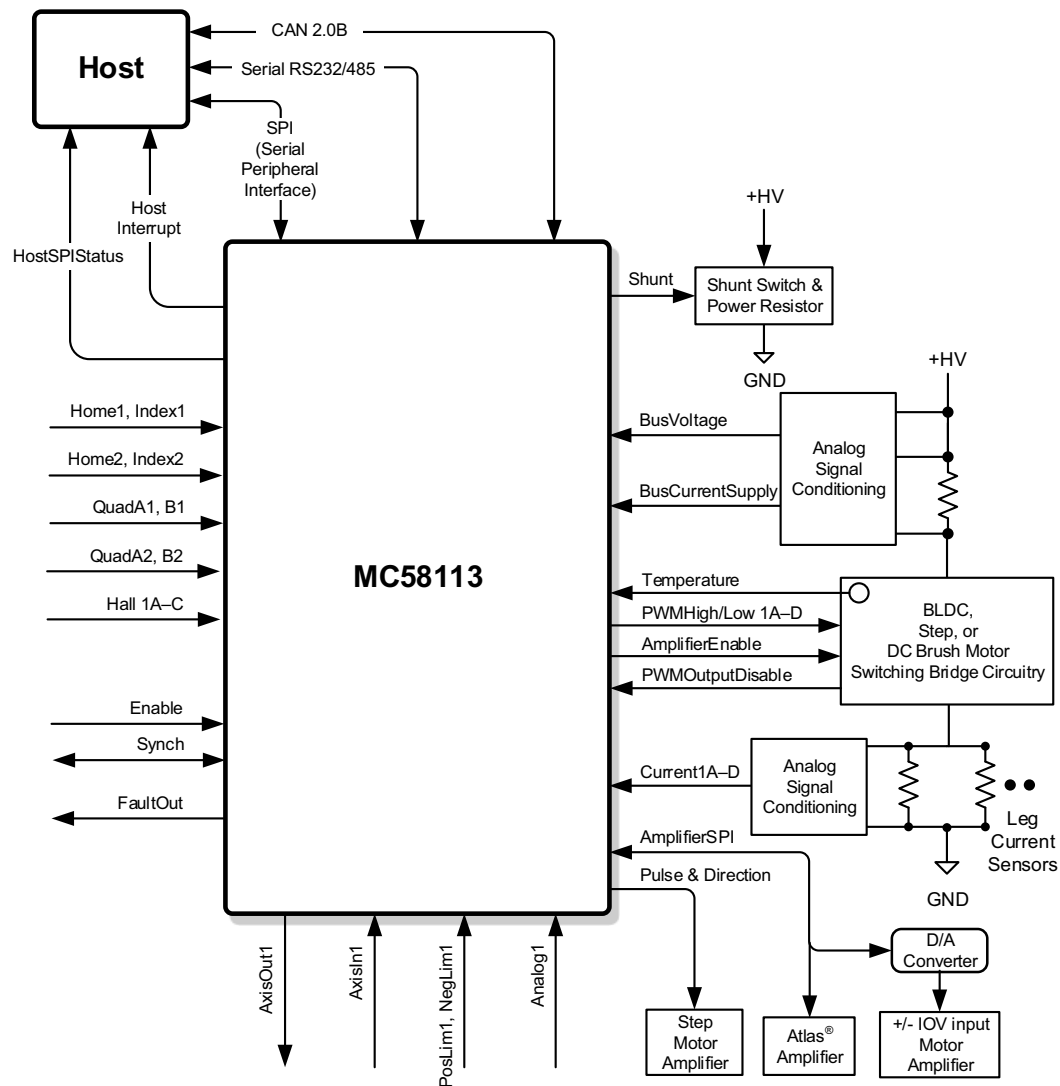 CAN 2.0B
Host
Serial RS232/485
SPI
(Serial
Peripheral
Interface)
Host
Interrupt
HostSPIStatus
+HV
Shunt
Shunt Switch &
Power Resistor
GND
+HV
Home1, Index1
Home2, Index2
QuadA1, B1
QuadA2, B2
Hall 1A–C
Enable
Synch
FaultOut
MC58113
BusVoltage
BusCurrentSupply
Analog
Signal
Conditioning
Temperature
PWMHigh/Low 1A–D
AmplifierEnable
PWMOutputDisable
BLDC,
Step, or
DC Brush Motor
Switching Bridge Circuitry
Current1A–D
Analog
Signal
Conditioning
Leg
Current
Sensors
GND
AmplifierSPI
Pulse & Direction
AxisOut1
AxisIn1
PosLim1, NegLim1
Analog1
Step
Motor
Amplifier
Atlas®
Amplifier
D/A
Converter
+/- IOV input
Motor
Amplifier